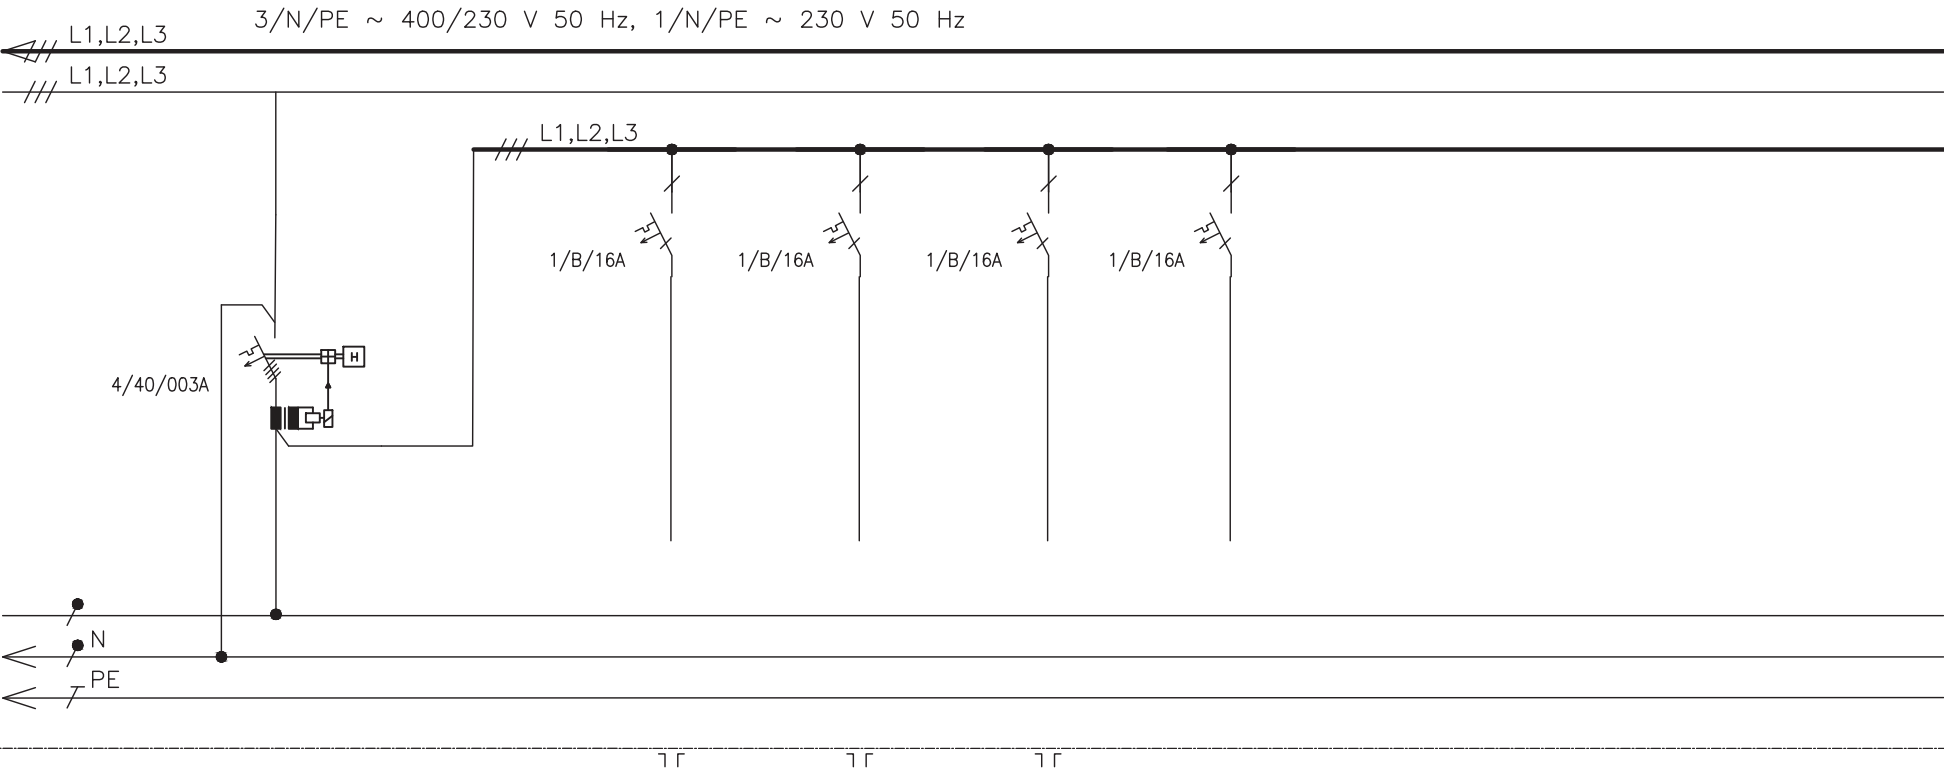 3/N/PE ~ 400/230 V 50 Hz, 1/N/PE ~ 230 V 50 Hz
L1,L2,L3
L1,L2,L3
L1,L2,L3
1/B/16A
1/B/16A
1/B/16A
1/B/16A
H
4/40/003A
N
PE